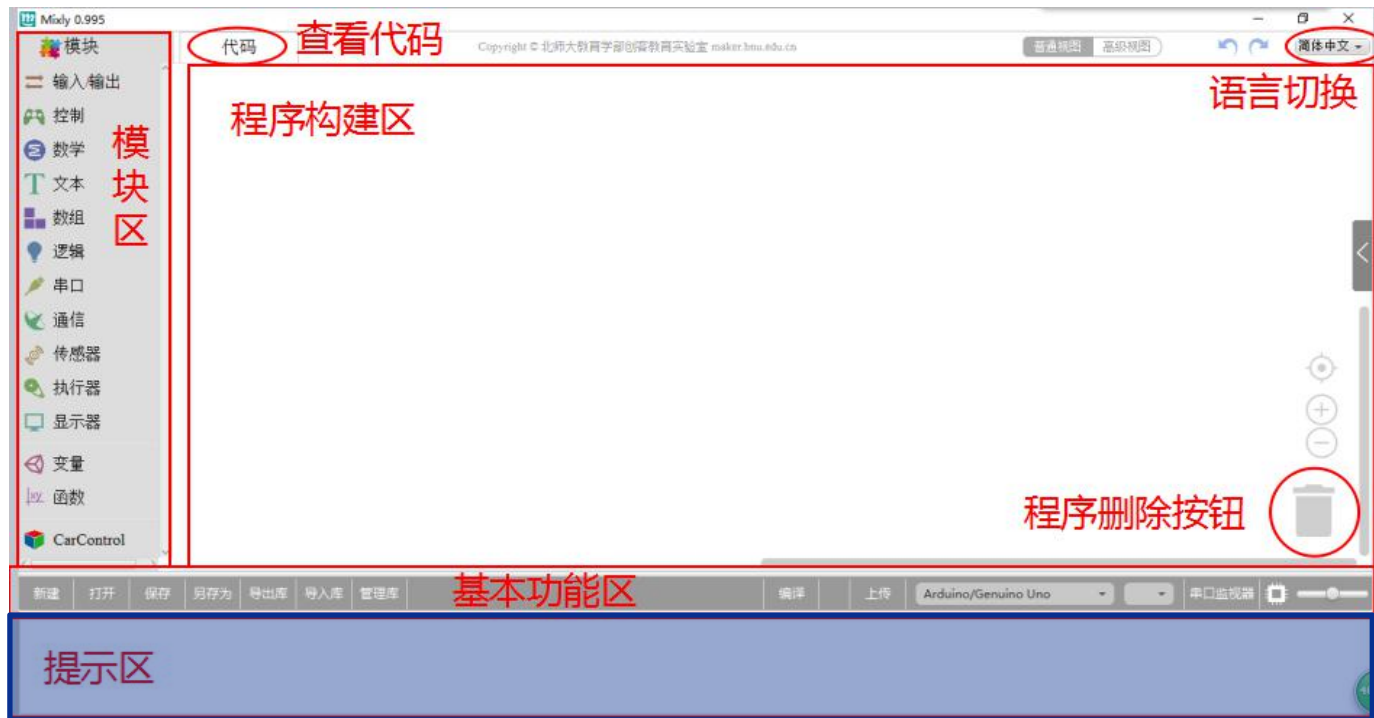 Mixly 0.995
模块
代码
查看代码
Copyright © 北师大教育学部创客教育实验室 maker.bnu.edu.cn
普通视图 高级视图
简体中文
语言切换
输入/输出
控制
数学
文本
数组
逻辑
串口
通信
传感器
执行器
显示器
变量
函数
CarControl
模块区
程序构建区
程序删除按钮
新建 打开 保存 另存为 导出库 导入库 管理库
基本功能区
编译 上传 Arduino/Genuino Uno 串口监视器
提示区